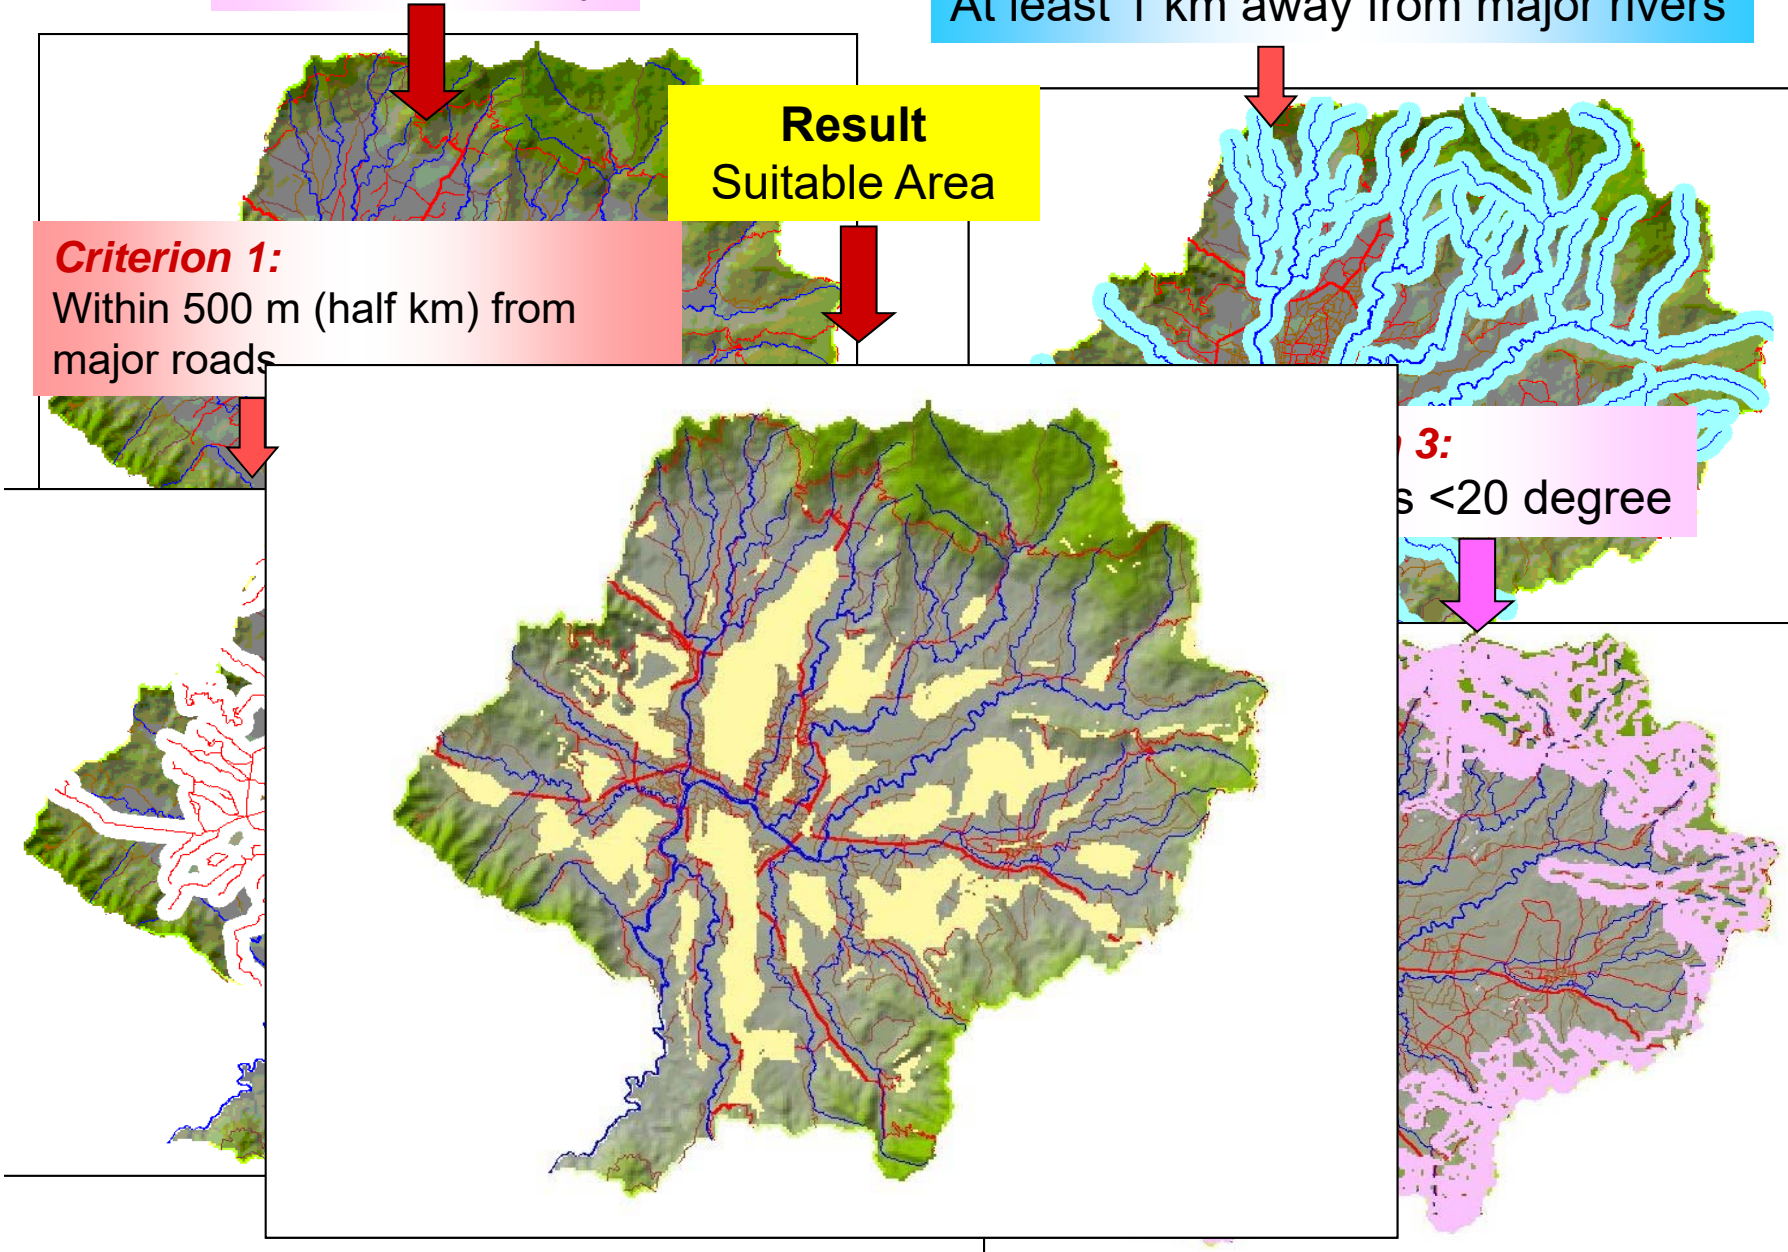 At least 1 km away from major rivers
Result
Suitable Area
Criterion 1:
Within 500 m (half km) from
major roads
3:
<20 degree